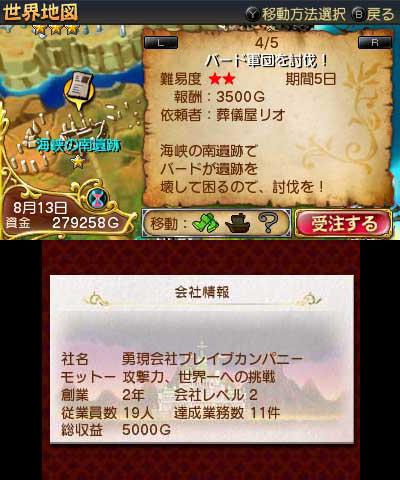 世界地図
Ⓨ移動方法選択 Ⓑ戻る
L 4/5 R
バード軍団を討伐!
難易度 ★★ 期間5日
報酬:3500G
依頼者:葬儀屋リオ
海峡の南遺跡で
バードが遺跡を
壊して困るので、討伐を!
海峡の南遺跡
8月13日
資金 279258G
移動: ?
受注する
会社情報
社名 勇現会社ブレイブカンパニー
モットー 攻撃力、世界一への挑戦
創業 2年 会社レベル 2
従業員数 19人 達成業務数 11件
総収益 5000G